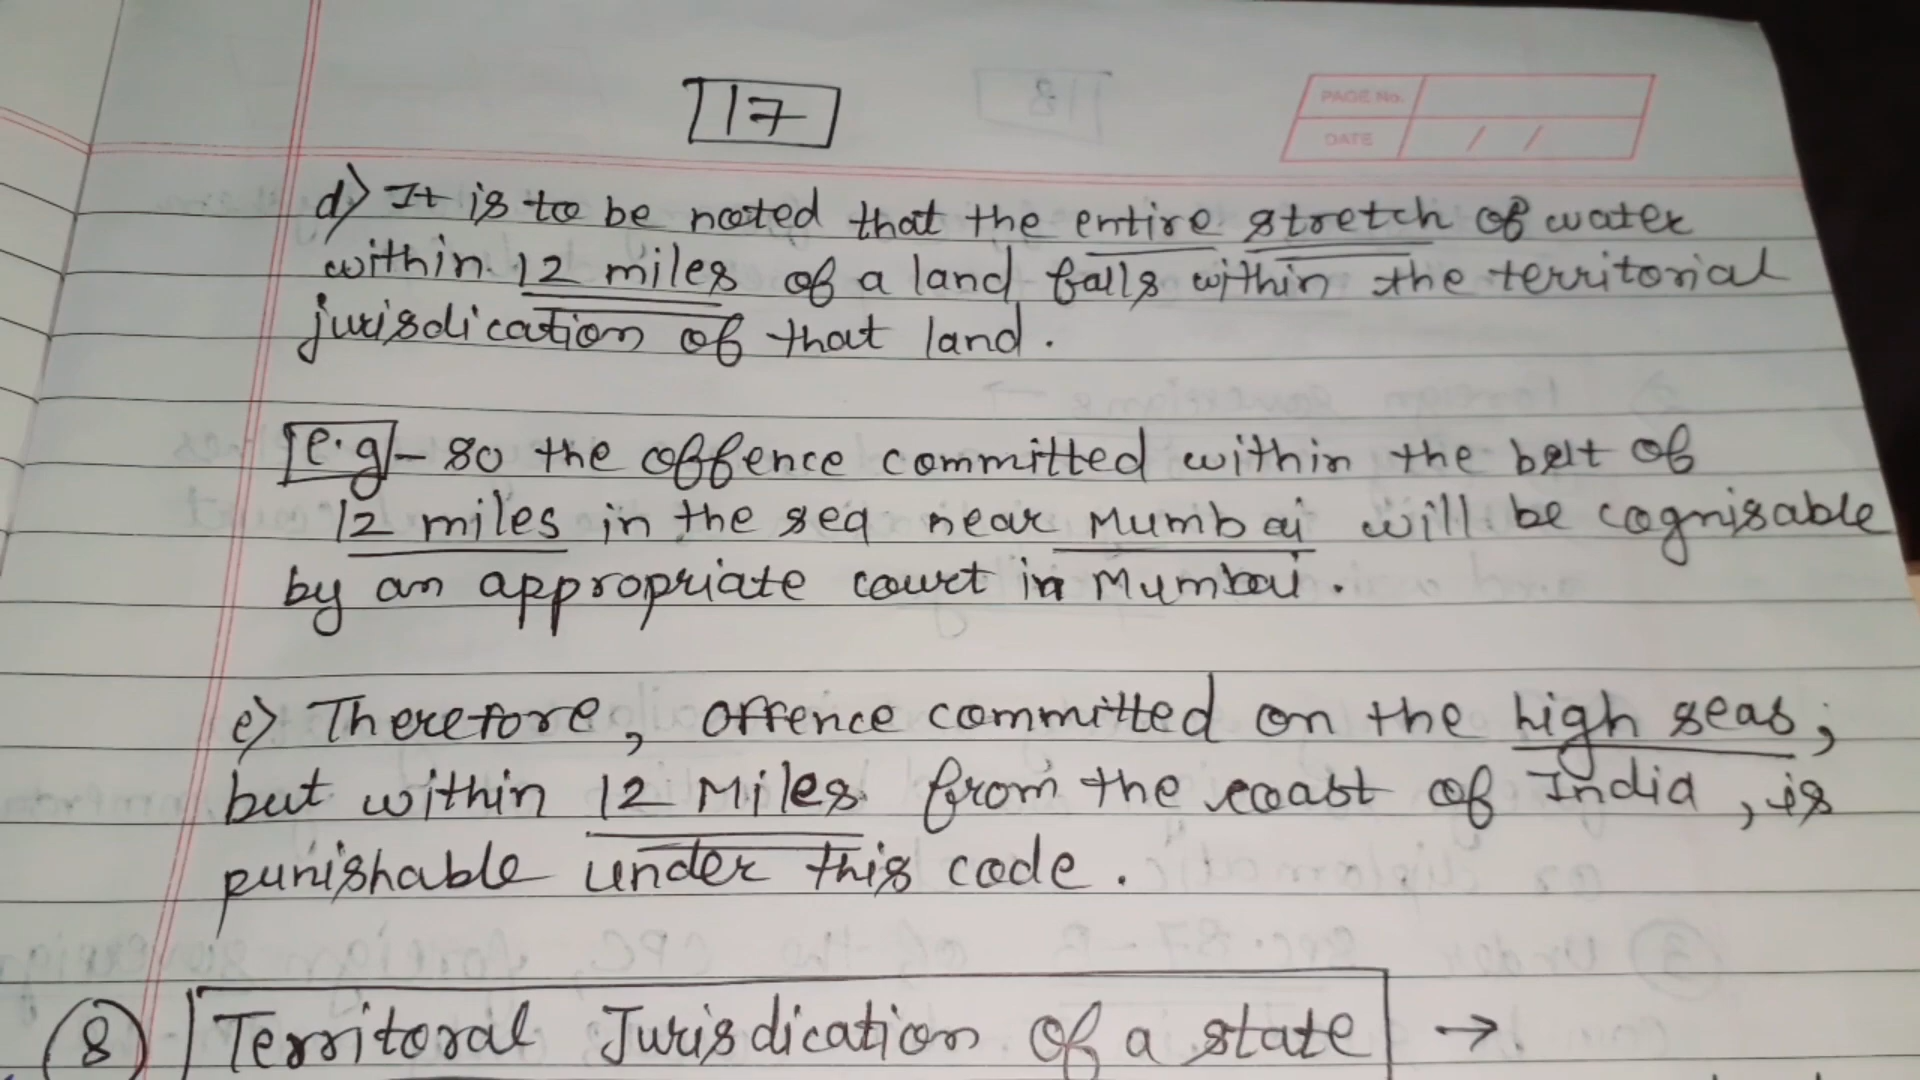 17
PAGE No.
DATE / /
d) It is to be noted that the entire stretch of water
within 12 miles of a land falls within the territorial
jurisdication of that land.
e.g - so the offence committed within the belt of
12 miles in the sea near Mumbai will be cognisable
by an appropriate court in Mumbai.
e) Therefore, offence committed on the high seas,
but within 12 Miles from the coast of India, is
punishable under this code.
8 Territoral Jurisdication of a state →